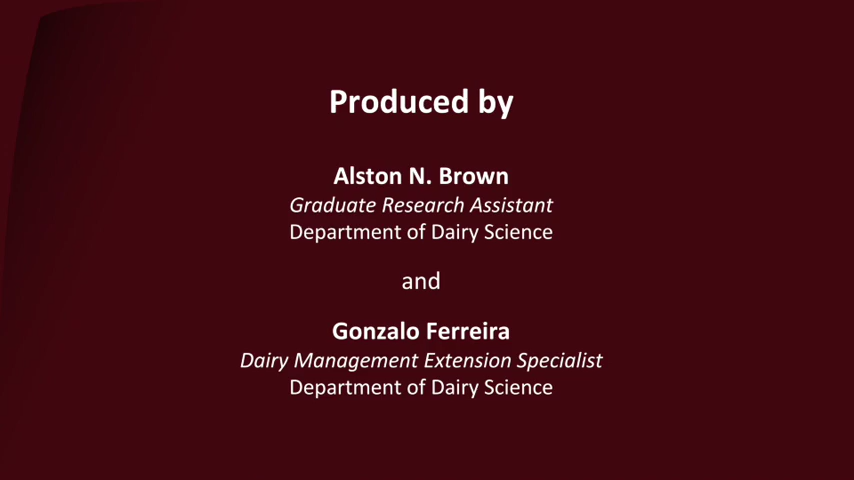 Produced by
Alston N. Brown
Graduate Research Assistant
Department of Dairy Science
and
Gonzalo Ferreira
Dairy Management Extension Specialist
Department of Dairy Science